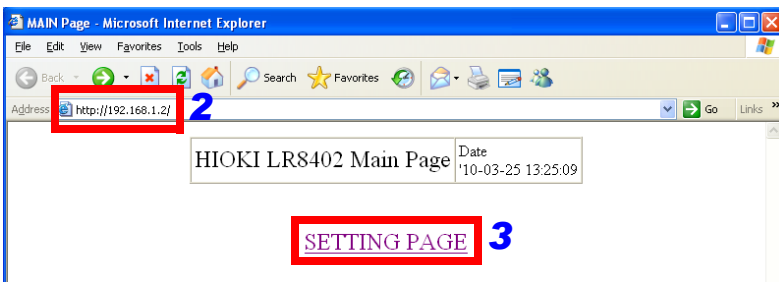 MAIN Page - Microsoft Internet Explorer
File Edit View Favorites Tools Help
Back Search Favorites
Address http://192.168.1.2/ Go Links »
2
HIOKI LR8402 Main Page
Date
'10-03-25 13:25:09
SETTING PAGE 3